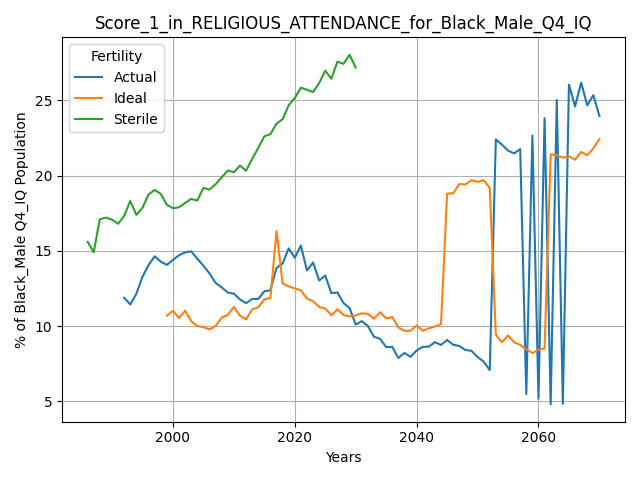 Score_1_in_RELIGIOUS_ATTENDANCE_for_Black_Male_Q4_IQ
Fertility
Actual
Ideal
Sterile
% of Black_Male Q4_IQ Population
25
20
15
10
5
2000 2020 2040 2060
Years